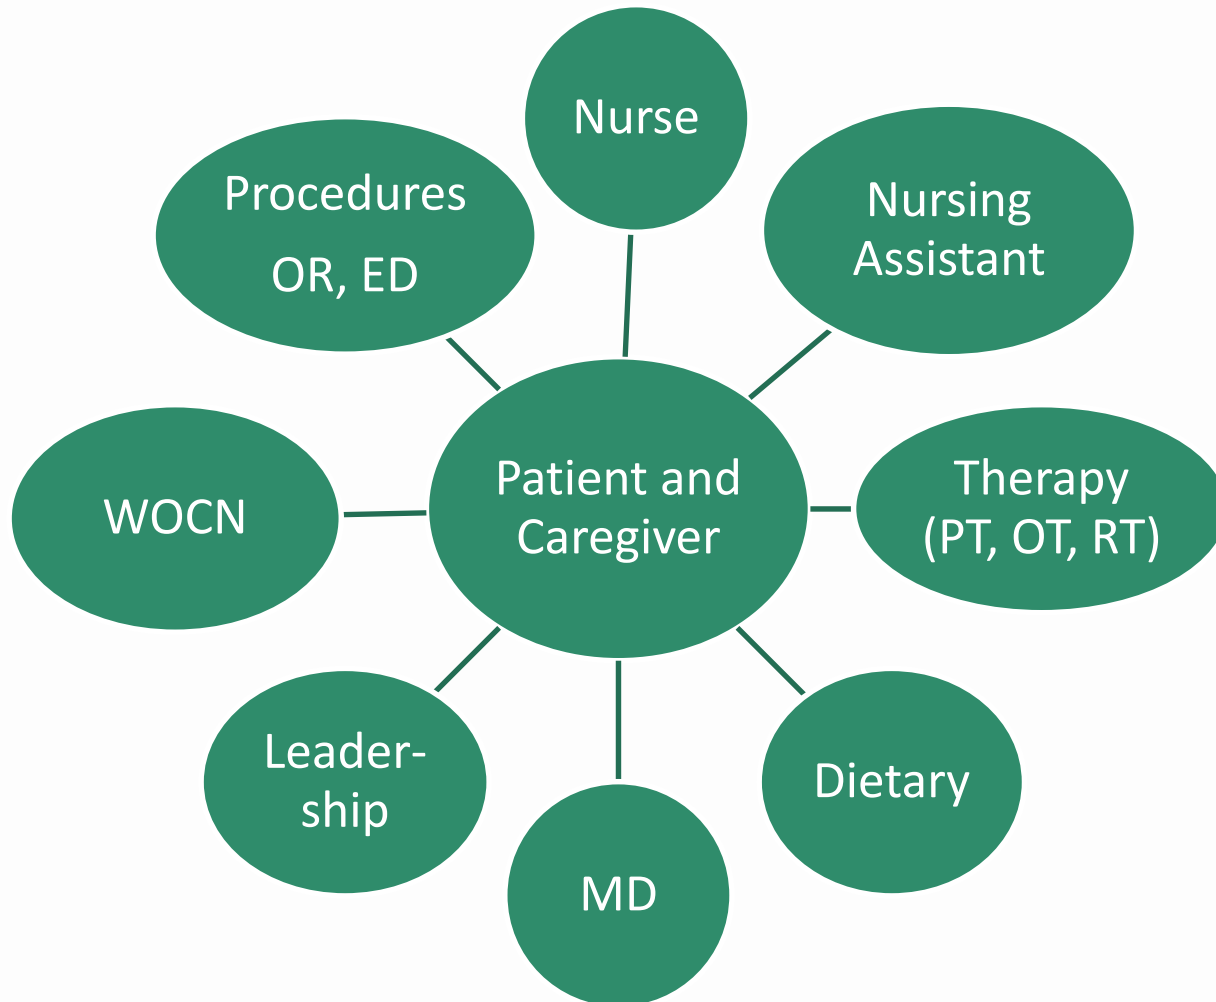 Nurse
Procedures
OR, ED
Nursing
Assistant
WOCN
Patient and
Caregiver
Therapy
(PT, OT, RT)
Leader-
ship
Dietary
MD